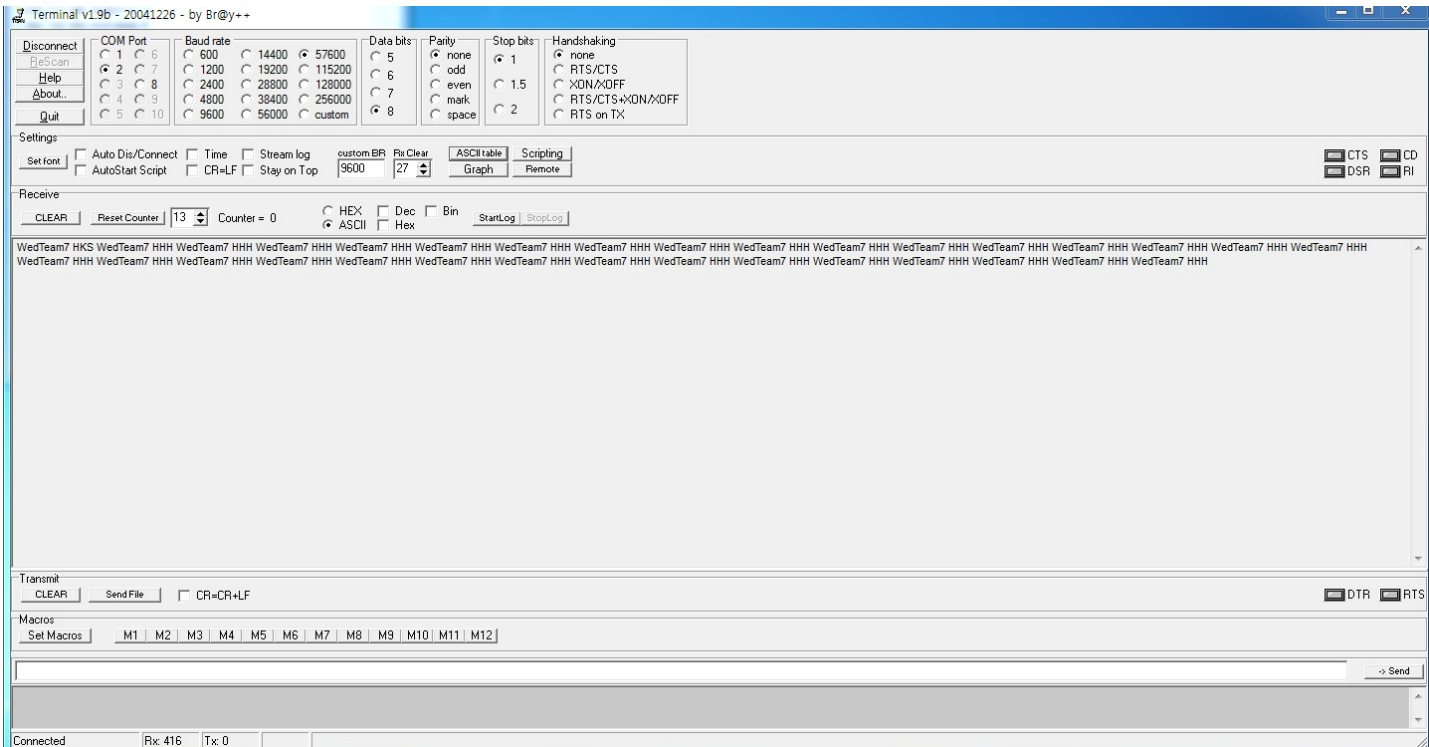 Terminal v1.9b - 20041226 - by Br@y++
Disconnect
ReScan
Help
About..
Quit
COM Port
1 6
2 7
3 8
4 9
5 10
Baud rate
600 14400 57600
1200 19200 115200
2400 28800 128000
4800 38400 256000
9600 56000 custom
Data bits
5
6
7
8
Parity
none
odd
even
mark
space
Stop bits
1
1.5
2
Handshaking
none
RTS/CTS
XON/XOFF
RTS/CTS+XON/XOFF
RTS on TX
Settings
Set font
Auto Dis/Connect Time Stream log
AutoStart Script CR=LF Stay on Top
custom BR Rx Clear
9600 27
ASCII table Scripting
Graph Remote
CTS CD
DSR RI
Receive
CLEAR Reset Counter 13 Counter = 0
HEX Dec Bin
ASCII Hex
StartLog StopLog
WedTeam7 HKS WedTeam7 HHH WedTeam7 HHH WedTeam7 HHH WedTeam7 HHH WedTeam7 HHH WedTeam7 HHH WedTeam7 HHH WedTeam7 HHH WedTeam7 HHH WedTeam7 HHH WedTeam7 HHH WedTeam7 HHH WedTeam7 HHH WedTeam7 HHH WedTeam7 HHH WedTeam7 HHH
WedTeam7 HHH WedTeam7 HHH WedTeam7 HHH WedTeam7 HHH WedTeam7 HHH WedTeam7 HHH WedTeam7 HHH WedTeam7 HHH WedTeam7 HHH WedTeam7 HHH WedTeam7 HHH WedTeam7 HHH WedTeam7 HHH WedTeam7 HHH WedTeam7 HHH
Transmit
CLEAR Send File CR=CR+LF
DTR RTS
Macros
Set Macros M1 M2 M3 M4 M5 M6 M7 M8 M9 M10 M11 M12
-> Send
Connected Rx: 416 Tx: 0